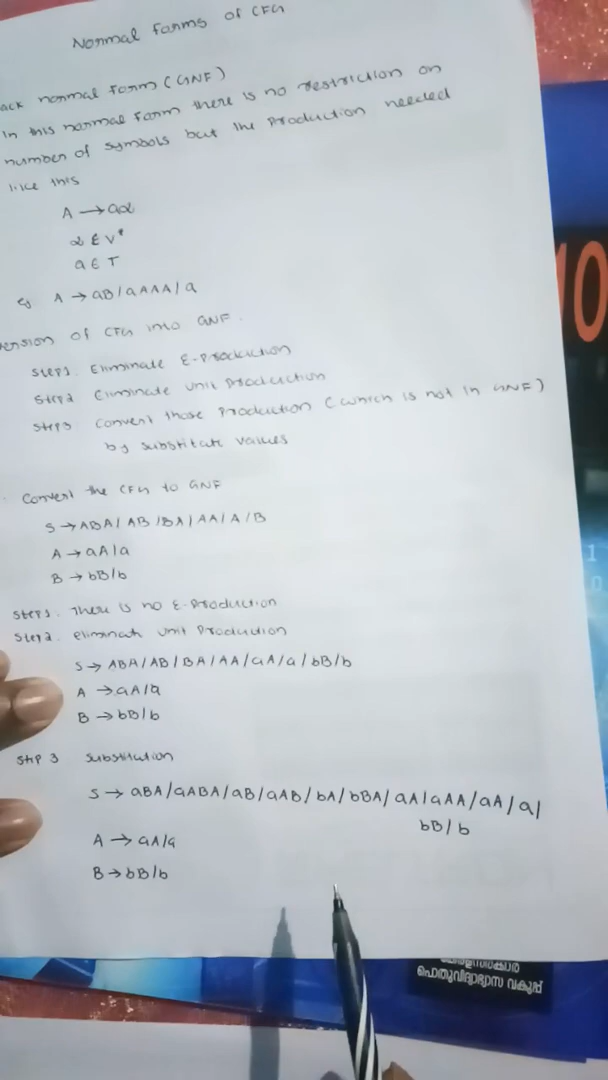 Normal forms of CFG
ack normal form (GNF)
In this normal form there is no restriction on
number of symbols but the production needed
like this
A → aα
α ∈ V*
a ∈ T
eg A → aB/aAAA/a
ersion of CFG into GNF.
Step1. Eliminate ε-Production
Step2 Eliminate unit production
Step3 Convert those Production (which is not in GNF)
by substitute values
Convert the CFG to GNF
S → ABA/ AB /BA/ AA/ A /B
A → aA/a
B → bB/b
Step1. There is no ε-production
Step2. eliminate unit Production
S → ABA/AB/BA/AA/aA/a/bB/b
A → aA/a
B → bB/b
Step 3 Substitution
S → aBA/aABA/aB/aAB/bA/bBA/aA/aAA/aA/a/
bB/b
A → aA/a
B → bB/b
10
1
0
പൊതുവിദ്യാഭ്യാസ വകുപ്പ്